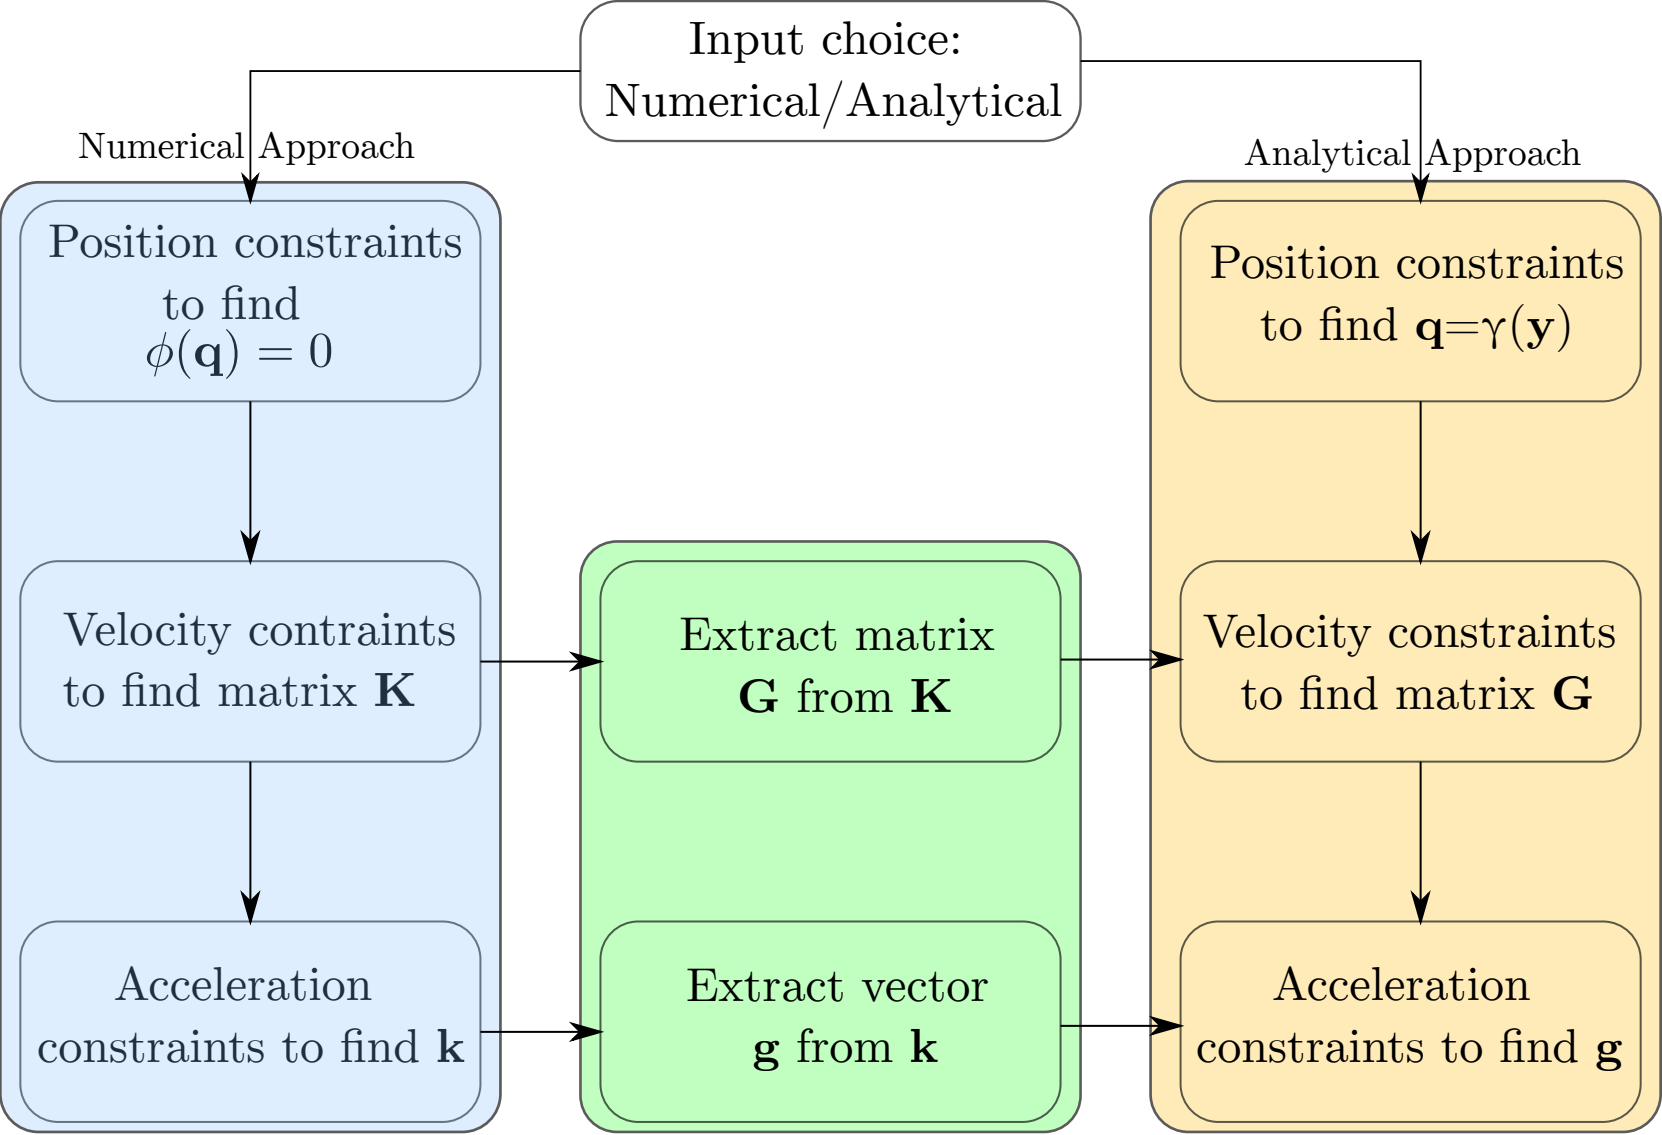 Input choice:
Numerical/Analytical
Numerical Approach
Analytical Approach
Position constraints
to find
ϕ(q) = 0
Position constraints
to find q=γ(y)
Velocity contraints
to find matrix K
Extract matrix
G from K
Velocity constraints
to find matrix G
Acceleration
constraints to find k
Extract vector
g from k
Acceleration
constraints to find g